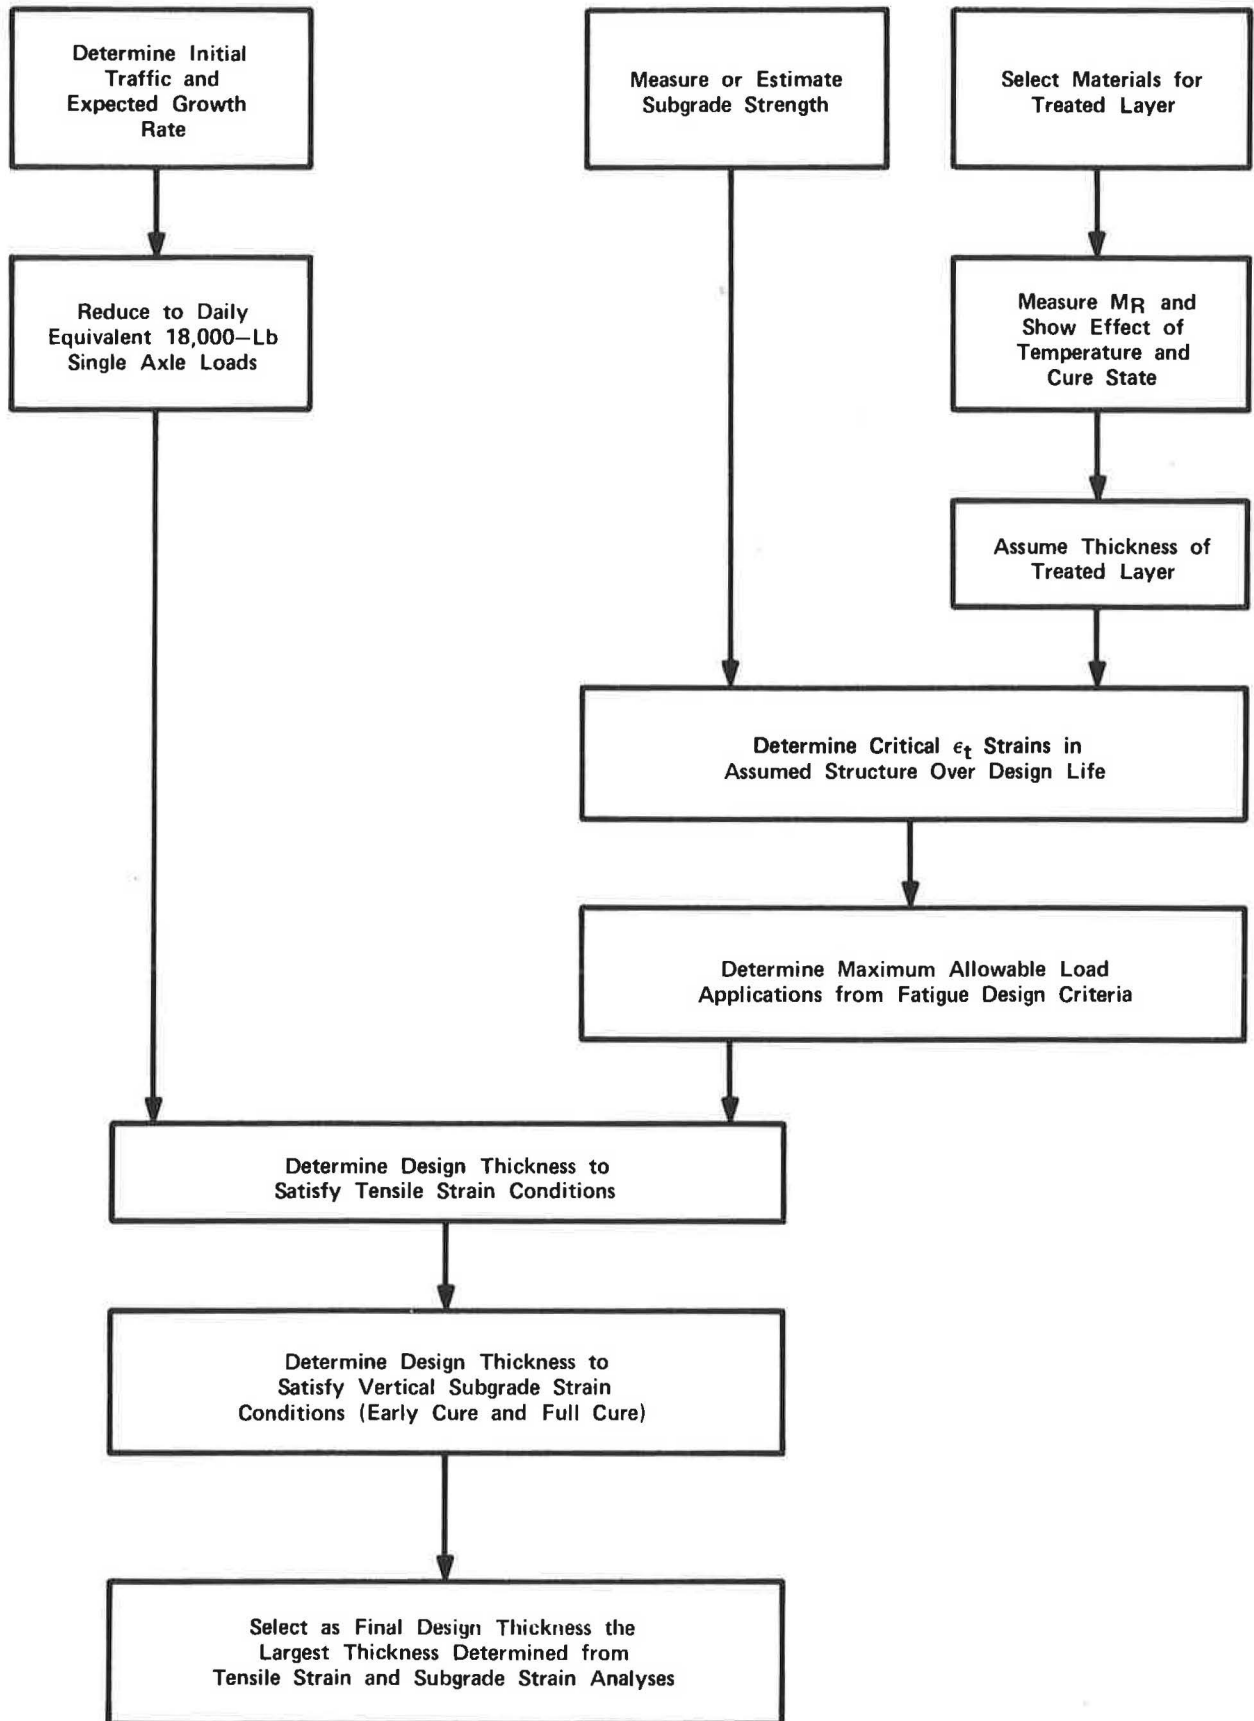 Determine Initial
Traffic and
Expected Growth
Rate
Measure or Estimate
Subgrade Strength
Select Materials for
Treated Layer
Reduce to Daily
Equivalent 18,000–Lb
Single Axle Loads
Measure MR and
Show Effect of
Temperature and
Cure State
Assume Thickness of
Treated Layer
Determine Critical εt Strains in
Assumed Structure Over Design Life
Determine Maximum Allowable Load
Applications from Fatigue Design Criteria
Determine Design Thickness to
Satisfy Tensile Strain Conditions
Determine Design Thickness to
Satisfy Vertical Subgrade Strain
Conditions (Early Cure and Full Cure)
Select as Final Design Thickness the
Largest Thickness Determined from
Tensile Strain and Subgrade Strain Analyses